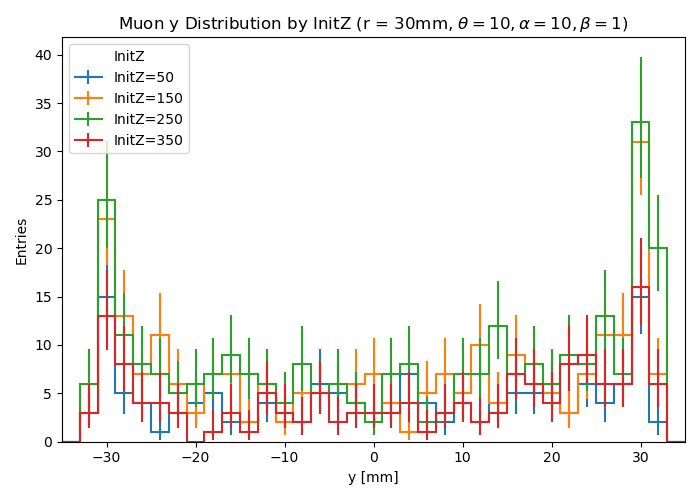 Muon y Distribution by InitZ (r = 30mm, θ = 10, α = 10, β = 1)
InitZ
InitZ=50
InitZ=150
InitZ=250
InitZ=350
Entries
40
35
30
25
20
15
10
5
0
−30 −20 −10 0 10 20 30
y [mm]